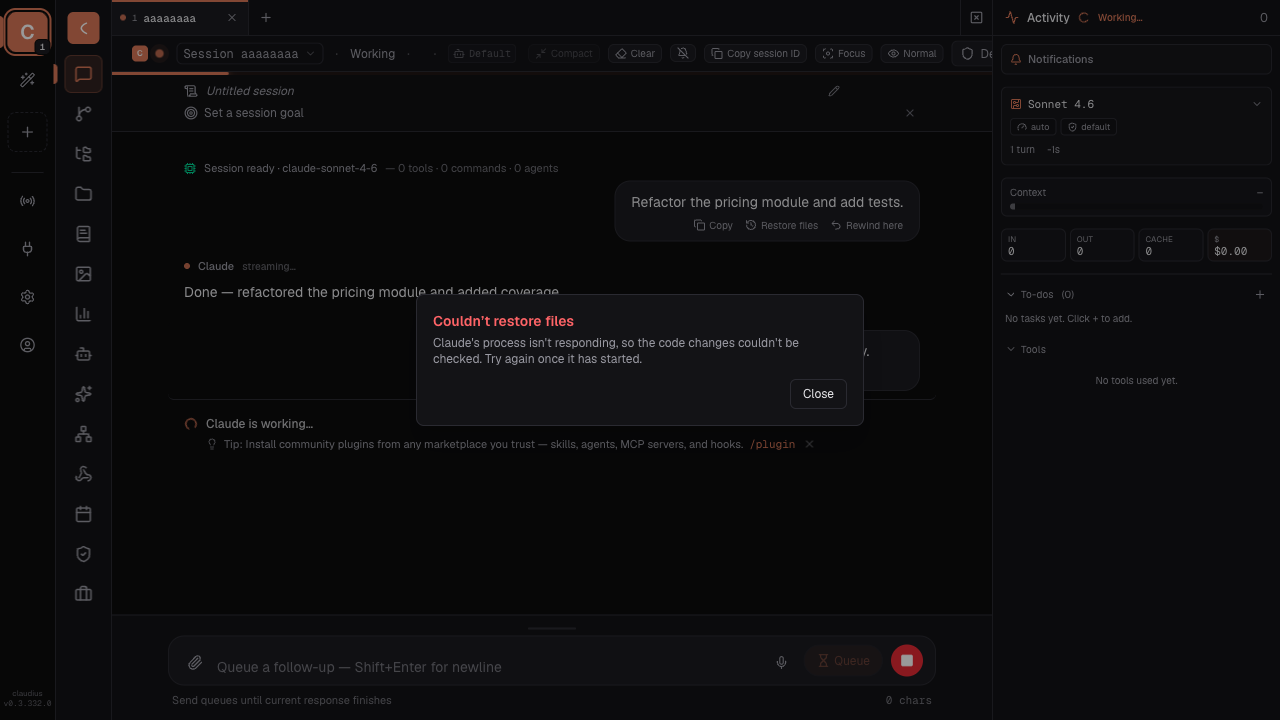 C
1
claudius
v0.3.332.0
1 aaaaaaaa
C
Session aaaaaaaa
· Working ·
·
Default
Compact
Clear
Copy session ID
Focus
Normal
De
Untitled session
Set a session goal
Session ready · claude-sonnet-4-6 — 0 tools · 0 commands · 0 agents
Refactor the pricing module and add tests.
Copy
Restore files
Rewind here
Claude streaming…
Done — refactored the pricing module and added coverage
Couldn't restore files
Claude's process isn't responding, so the code changes couldn't be
checked. Try again once it has started.
Close
Claude is working…
Tip: Install community plugins from any marketplace you trust — skills, agents, MCP servers, and hooks. /plugin
Queue a follow-up — Shift+Enter for newline
Queue
Send queues until current response finishes
0 chars
Activity
Working…
0
Notifications
Sonnet 4.6
auto
default
1 turn -1s
Context
–
IN
0
OUT
0
CACHE
0
$
$0.00
To-dos (0)
No tasks yet. Click + to add.
Tools
No tools used yet.